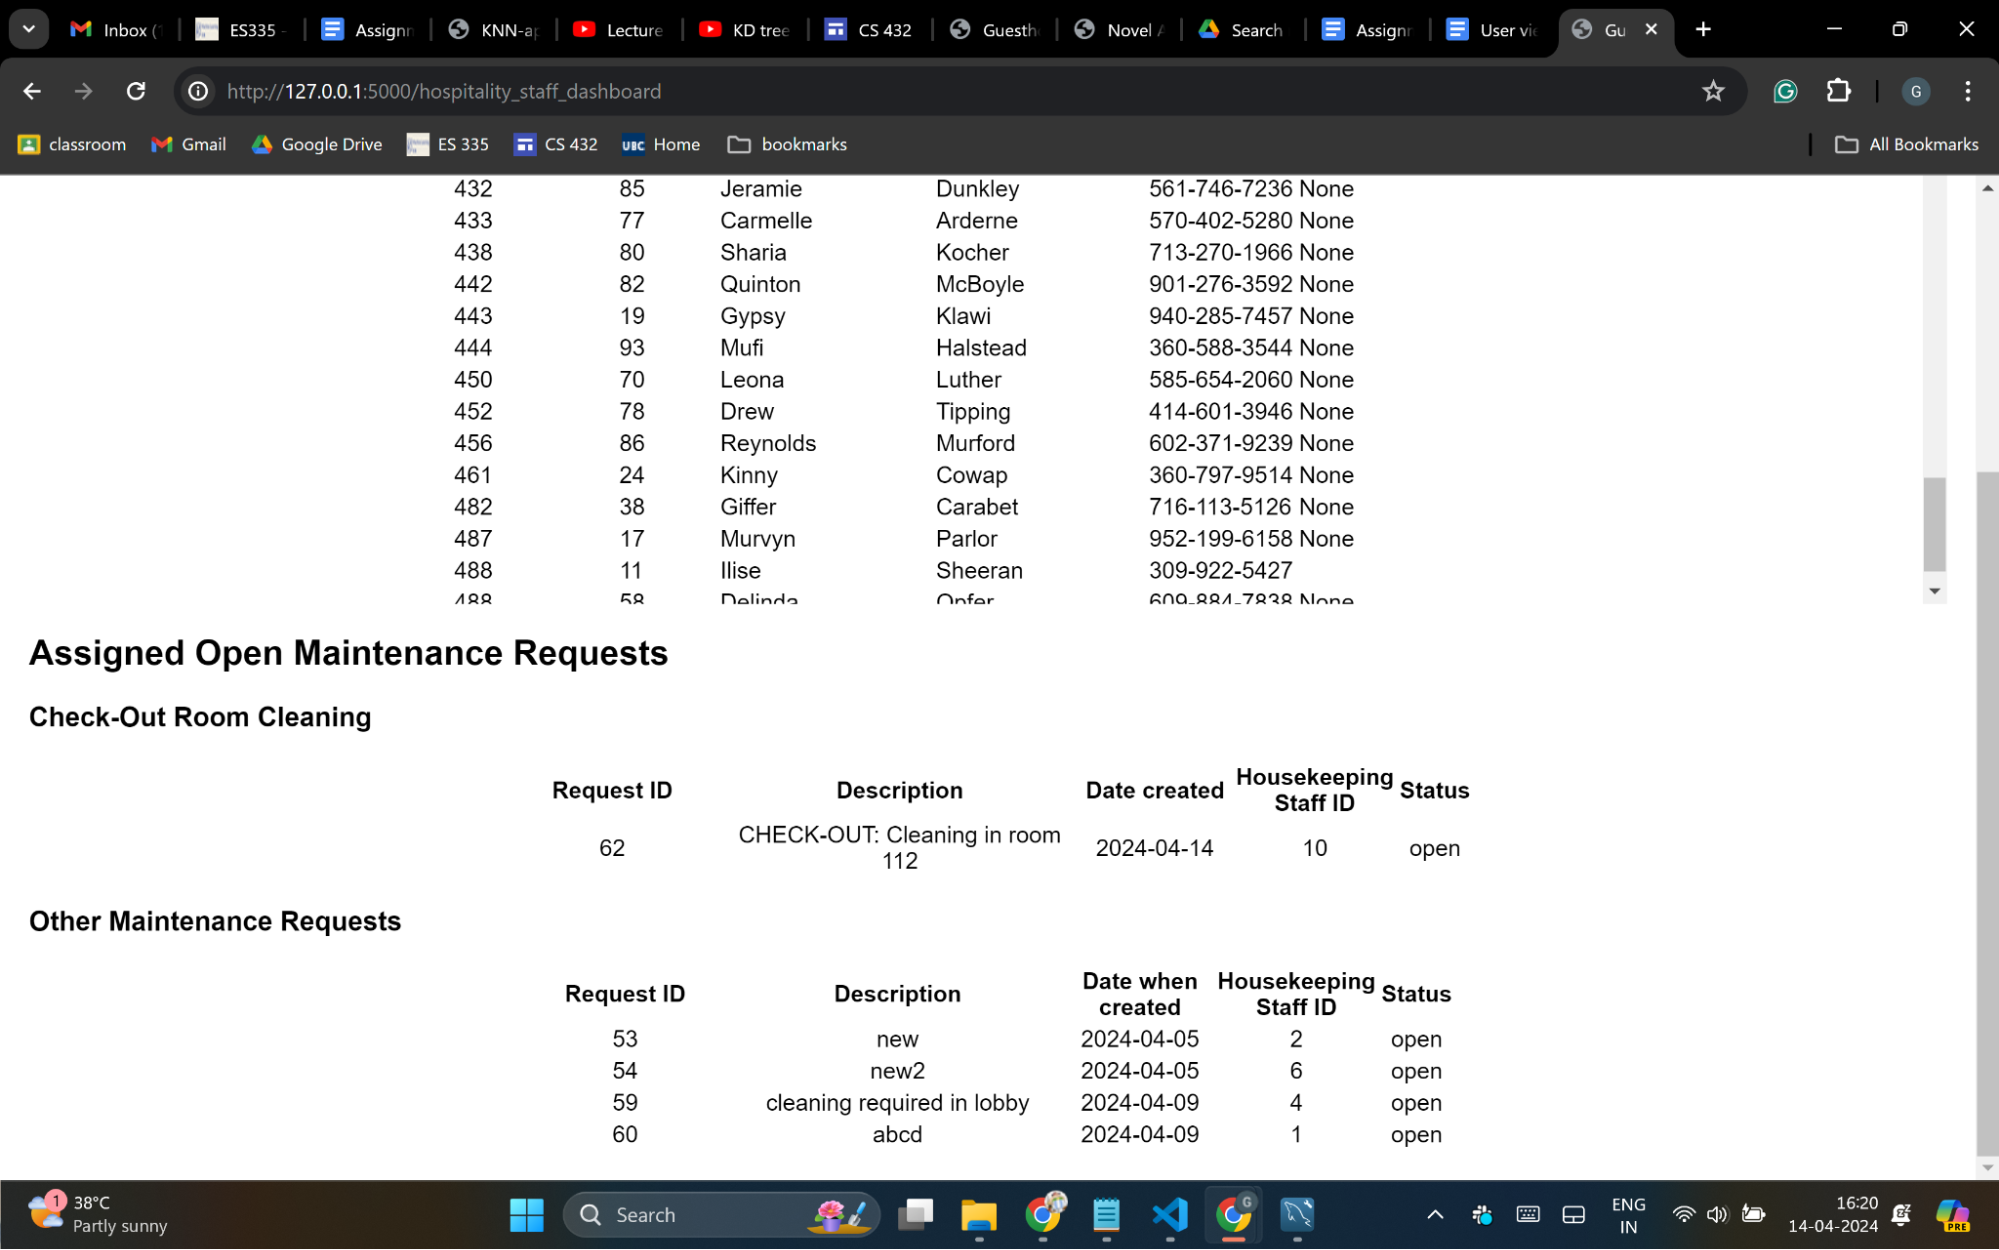 Inbox (1
ES335 -
Assignm
KNN-ap
Lecture
KD tree
CS 432
Guesth
Novel A
Search
Assignm
User vie
Gu
http://127.0.0.1:5000/hospitality_staff_dashboard
G
classroom
Gmail
Google Drive
ES 335
CS 432
UBC Home
bookmarks
All Bookmarks
432 85 Jeramie Dunkley 561-746-7236 None
433 77 Carmelle Arderne 570-402-5280 None
438 80 Sharia Kocher 713-270-1966 None
442 82 Quinton McBoyle 901-276-3592 None
443 19 Gypsy Klawi 940-285-7457 None
444 93 Mufi Halstead 360-588-3544 None
450 70 Leona Luther 585-654-2060 None
452 78 Drew Tipping 414-601-3946 None
456 86 Reynolds Murford 602-371-9239 None
461 24 Kinny Cowap 360-797-9514 None
482 38 Giffer Carabet 716-113-5126 None
487 17 Murvyn Parlor 952-199-6158 None
488 11 Ilise Sheeran 309-922-5427
488 58 Delinda Opfer 609-884-7838 None
Assigned Open Maintenance Requests
Check-Out Room Cleaning
Request ID Description Date created Housekeeping Staff ID Status
62 CHECK-OUT: Cleaning in room 112 2024-04-14 10 open
Other Maintenance Requests
Request ID Description Date when created Housekeeping Staff ID Status
53 new 2024-04-05 2 open
54 new2 2024-04-05 6 open
59 cleaning required in lobby 2024-04-09 4 open
60 abcd 2024-04-09 1 open
1
38°C
Partly sunny
Search
G
ENG
IN
16:20
14-04-2024
PRE